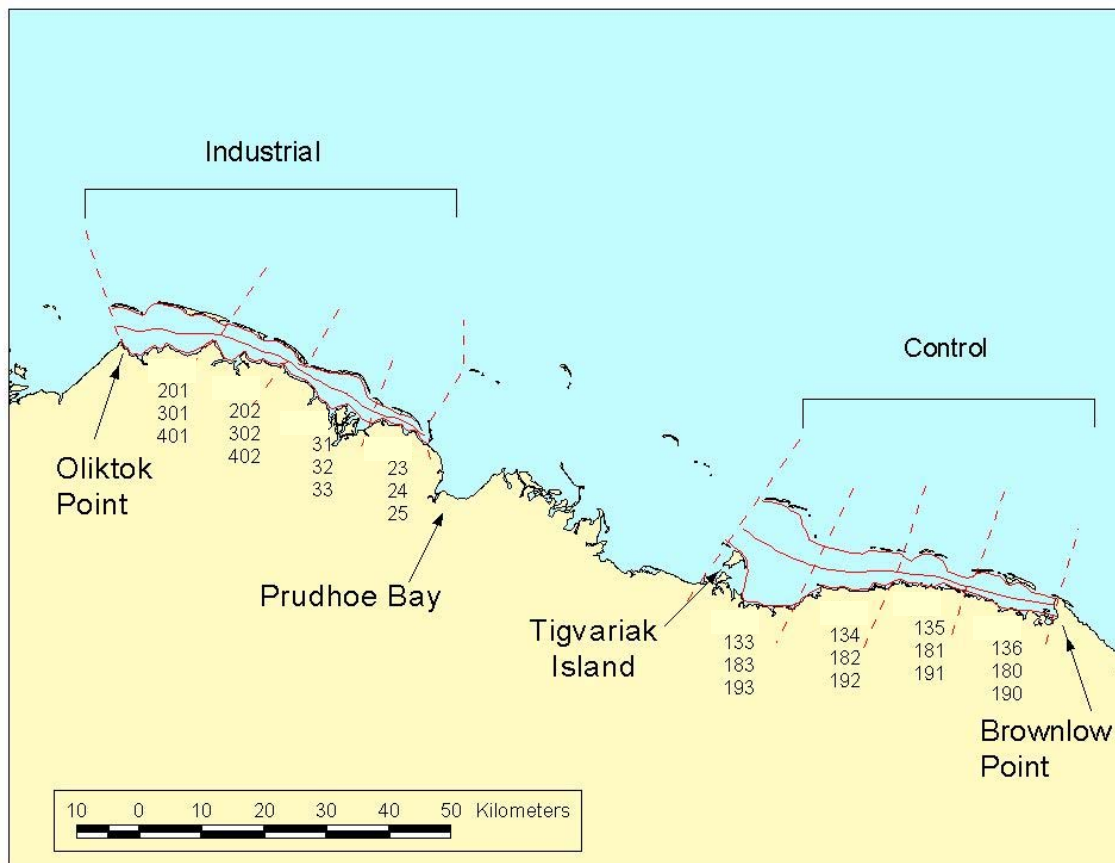 Industrial
Control
201
301
401
202
302
402
31
32
33
23
24
25
Oliktok
Point
Prudhoe Bay
Tigvariak
Island
133
183
193
134
182
192
135
181
191
136
180
190
Brownlow
Point
10 0 10 20 30 40 50 Kilometers